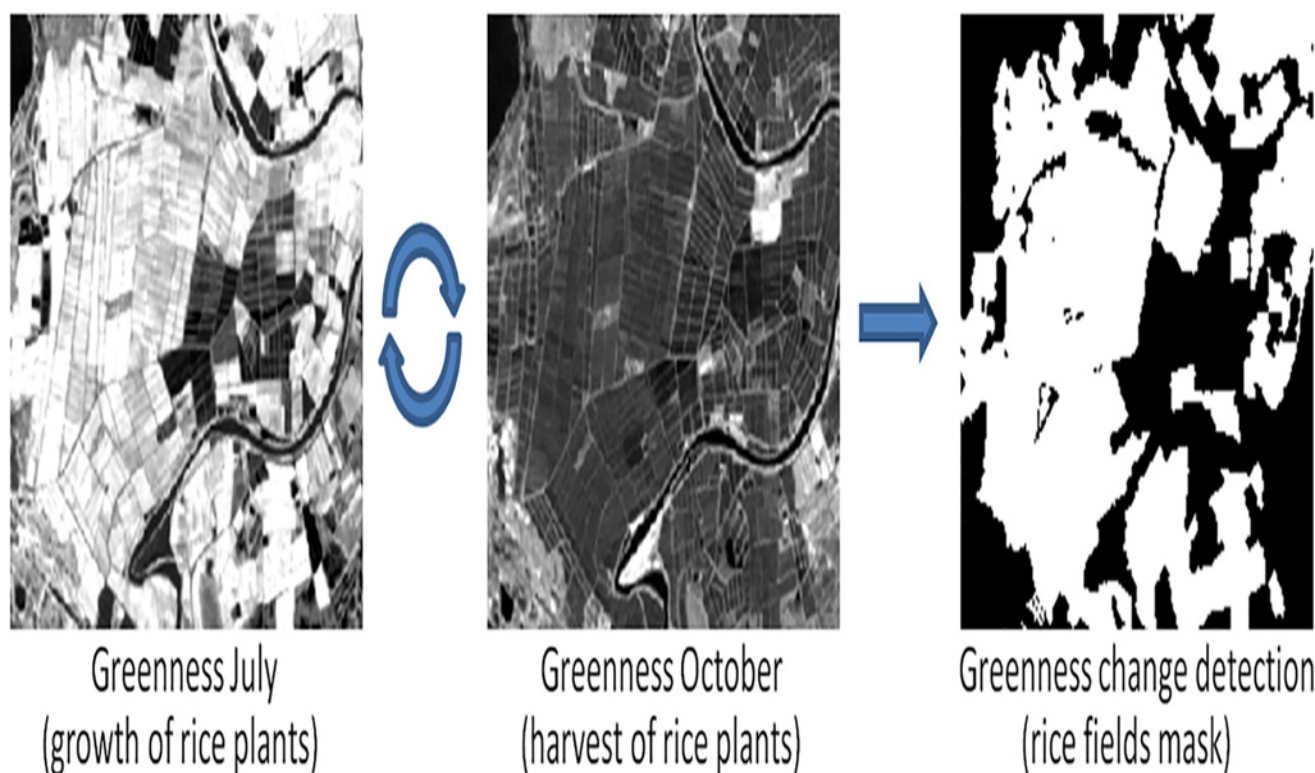 Greenness July
(growth of rice plants)
Greenness October
(harvest of rice plants)
Greenness change detection
(rice fields mask)